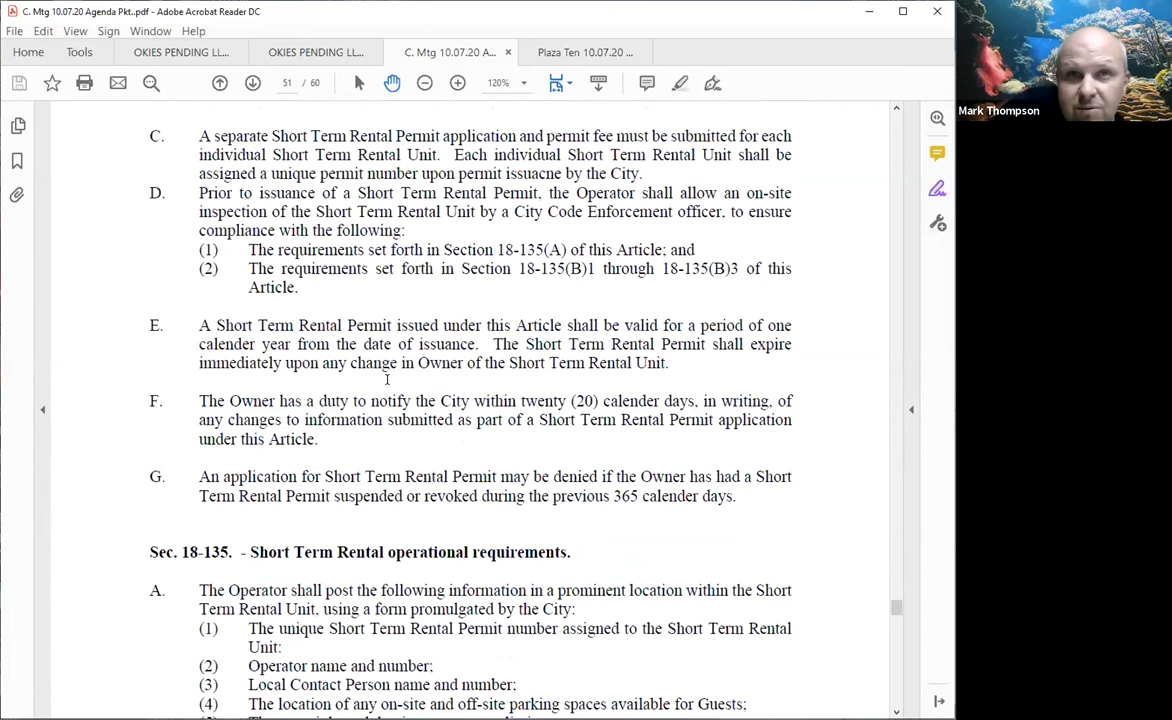 C. Mtg 10.07.20 Agenda Pkt..pdf - Adobe Acrobat Reader DC
File Edit View Sign Window Help
Home Tools OKIES PENDING LL... OKIES PENDING LL... C. Mtg 10.07.20 A... × Plaza Ten 10.07.20 ...
51 / 60 120%
Mark Thompson
C. A separate Short Term Rental Permit application and permit fee must be submitted for each
individual Short Term Rental Unit. Each individual Short Term Rental Unit shall be
assigned a unique permit number upon permit issuacne by the City.
D. Prior to issuance of a Short Term Rental Permit, the Operator shall allow an on-site
inspection of the Short Term Rental Unit by a City Code Enforcement officer, to ensure
compliance with the following:
(1) The requirements set forth in Section 18-135(A) of this Article; and
(2) The requirements set forth in Section 18-135(B)1 through 18-135(B)3 of this
Article.
E. A Short Term Rental Permit issued under this Article shall be valid for a period of one
calender year from the date of issuance. The Short Term Rental Permit shall expire
immediately upon any change in Owner of the Short Term Rental Unit.
F. The Owner has a duty to notify the City within twenty (20) calender days, in writing, of
any changes to information submitted as part of a Short Term Rental Permit application
under this Article.
G. An application for Short Term Rental Permit may be denied if the Owner has had a Short
Term Rental Permit suspended or revoked during the previous 365 calender days.
Sec. 18-135. - Short Term Rental operational requirements.
A. The Operator shall post the following information in a prominent location within the Short
Term Rental Unit, using a form promulgated by the City:
(1) The unique Short Term Rental Permit number assigned to the Short Term Rental
Unit;
(2) Operator name and number;
(3) Local Contact Person name and number;
(4) The location of any on-site and off-site parking spaces available for Guests;